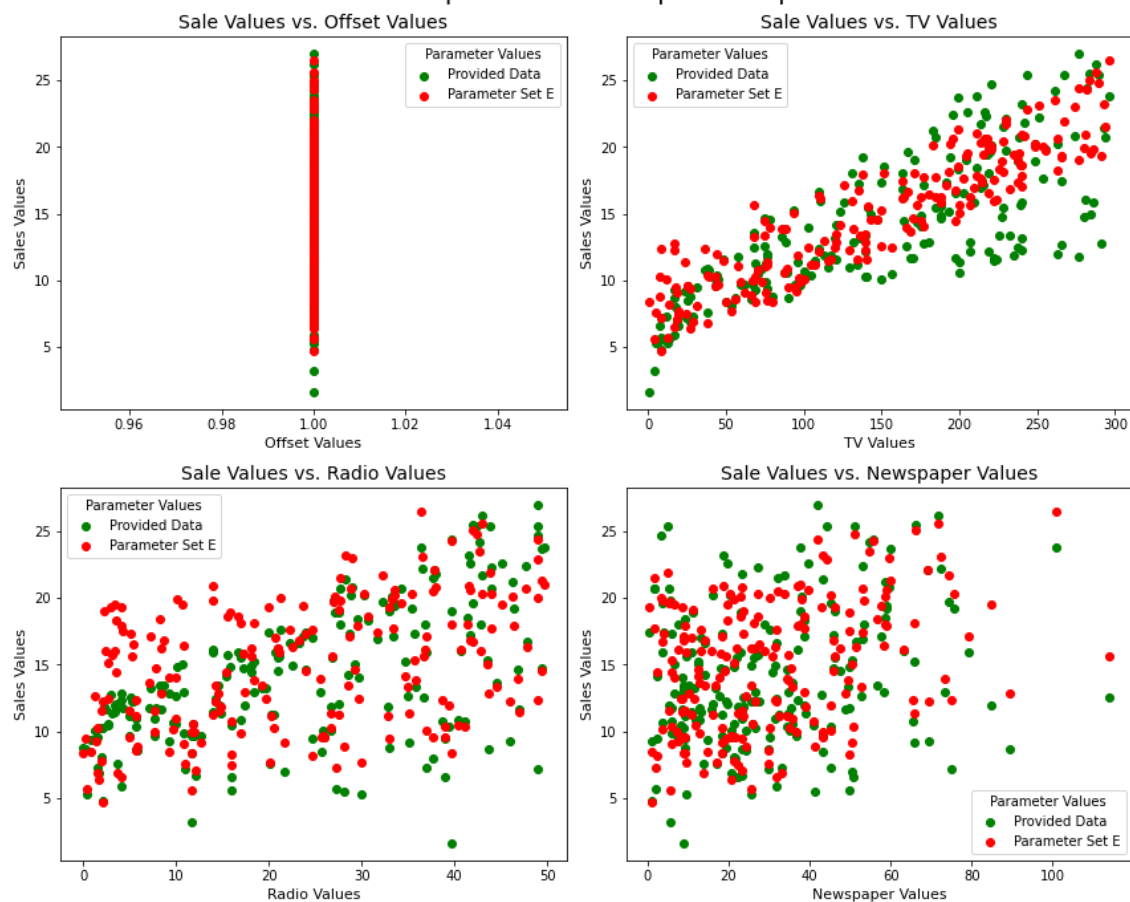 Sale Values vs. Offset Values
Parameter Values
Provided Data
Parameter Set E
Sales Values
25
20
15
10
5
0.96 0.98 1.00 1.02 1.04
Offset Values
Sale Values vs. TV Values
Parameter Values
Provided Data
Parameter Set E
Sales Values
25
20
15
10
5
0 50 100 150 200 250 300
TV Values
Sale Values vs. Radio Values
Parameter Values
Provided Data
Parameter Set E
Sales Values
25
20
15
10
5
0 10 20 30 40 50
Radio Values
Sale Values vs. Newspaper Values
Sales Values
25
20
15
10
5
Parameter Values
Provided Data
Parameter Set E
0 20 40 60 80 100
Newspaper Values